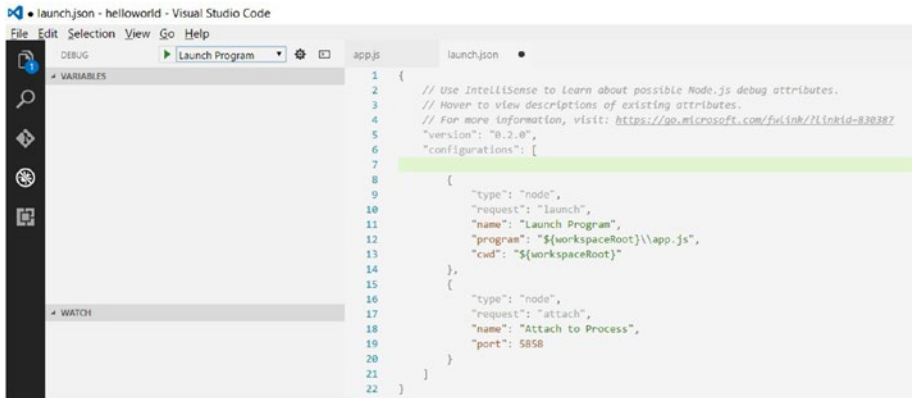 ● launch.json - helloworld - Visual Studio Code
File Edit Selection View Go Help
1
DEBUG
Launch Program
app.js
launch.json ●
VARIABLES
WATCH
1 {
2 // Use IntelliSense to learn about possible Node.js debug attributes.
3 // Hover to view descriptions of existing attributes.
4 // For more information, visit: https://go.microsoft.com/fwlink/?linkid=830387
5 "version": "0.2.0",
6 "configurations": [
7
8 {
9 "type": "node",
10 "request": "launch",
11 "name": "Launch Program",
12 "program": "${workspaceRoot}\\app.js",
13 "cwd": "${workspaceRoot}"
14 },
15 {
16 "type": "node",
17 "request": "attach",
18 "name": "Attach to Process",
19 "port": 5858
20 }
21 ]
22 }